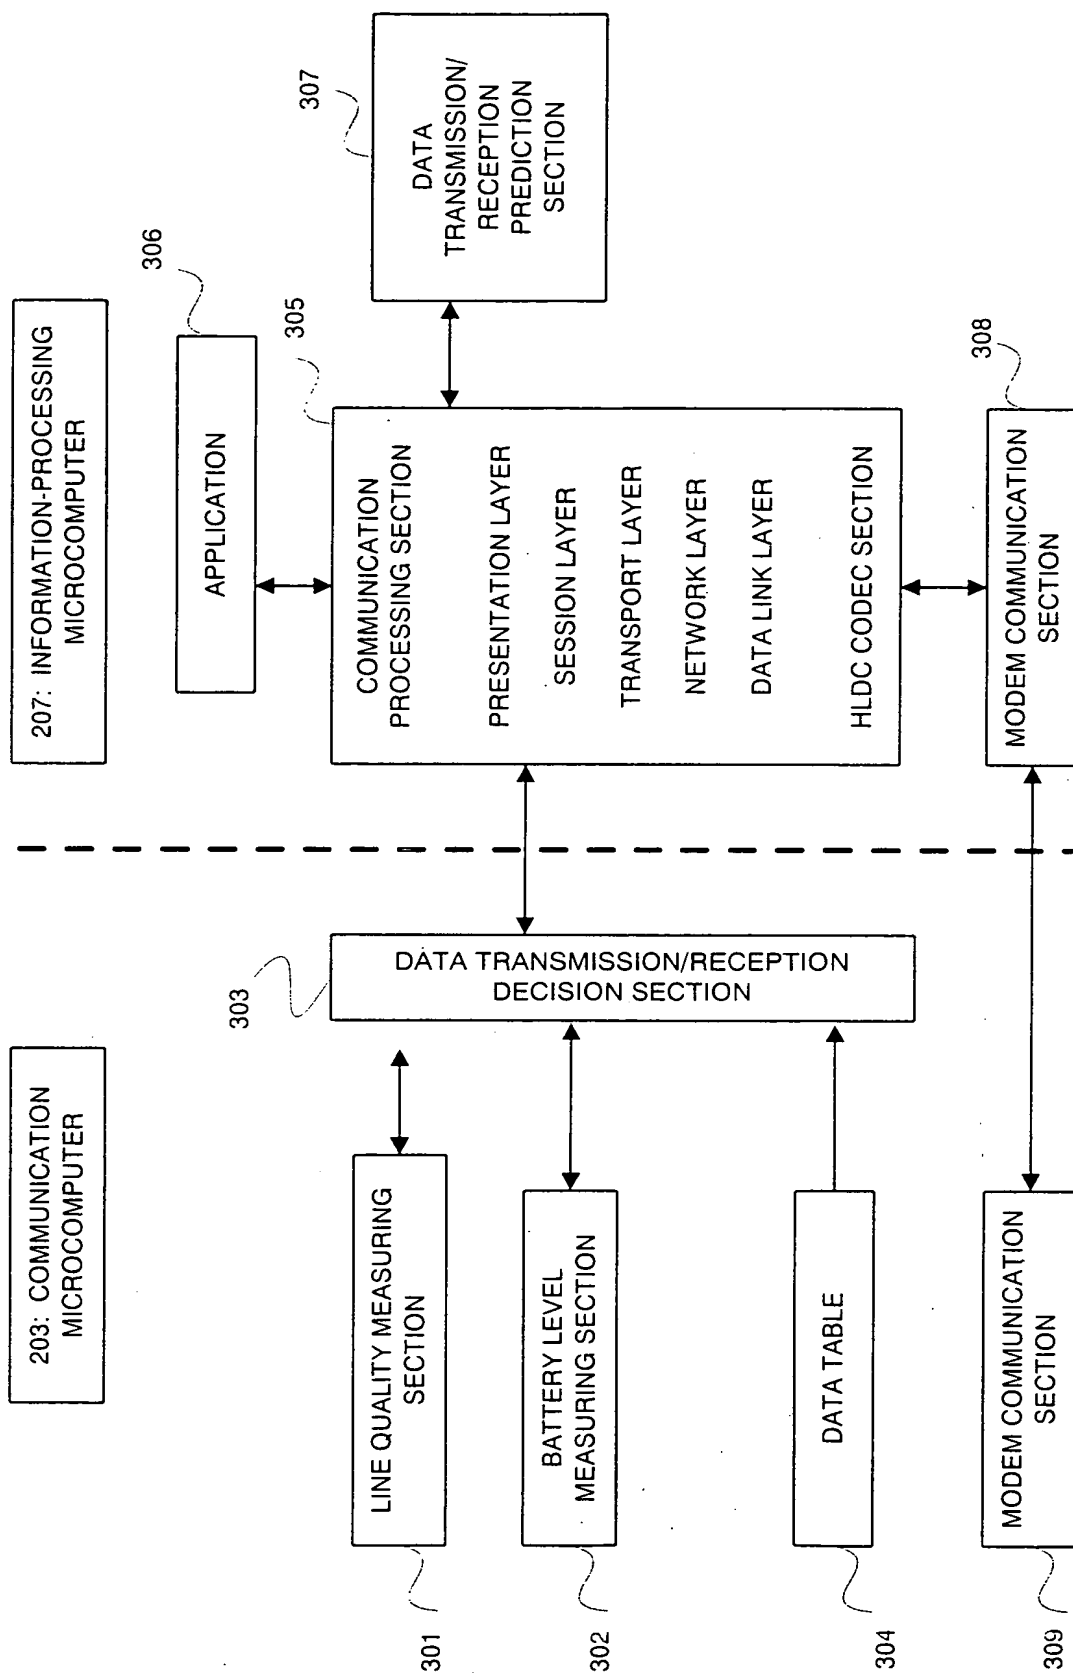 203: COMMUNICATION
MICROCOMPUTER
207: INFORMATION-PROCESSING
MICROCOMPUTER
306
APPLICATION
303
305
307
301
LINE QUALITY MEASURING
SECTION
302
BATTERY LEVEL
MEASURING SECTION
304
DATA TABLE
DATA TRANSMISSION/RECEPTION
DECISION SECTION
COMMUNICATION
PROCESSING SECTION
PRESENTATION LAYER
SESSION LAYER
TRANSPORT LAYER
NETWORK LAYER
DATA LINK LAYER
HLDC CODEC SECTION
DATA
TRANSMISSION/
RECEPTION
PREDICTION
SECTION
309
MODEM COMMUNICATION
SECTION
308
MODEM COMMUNICATION
SECTION